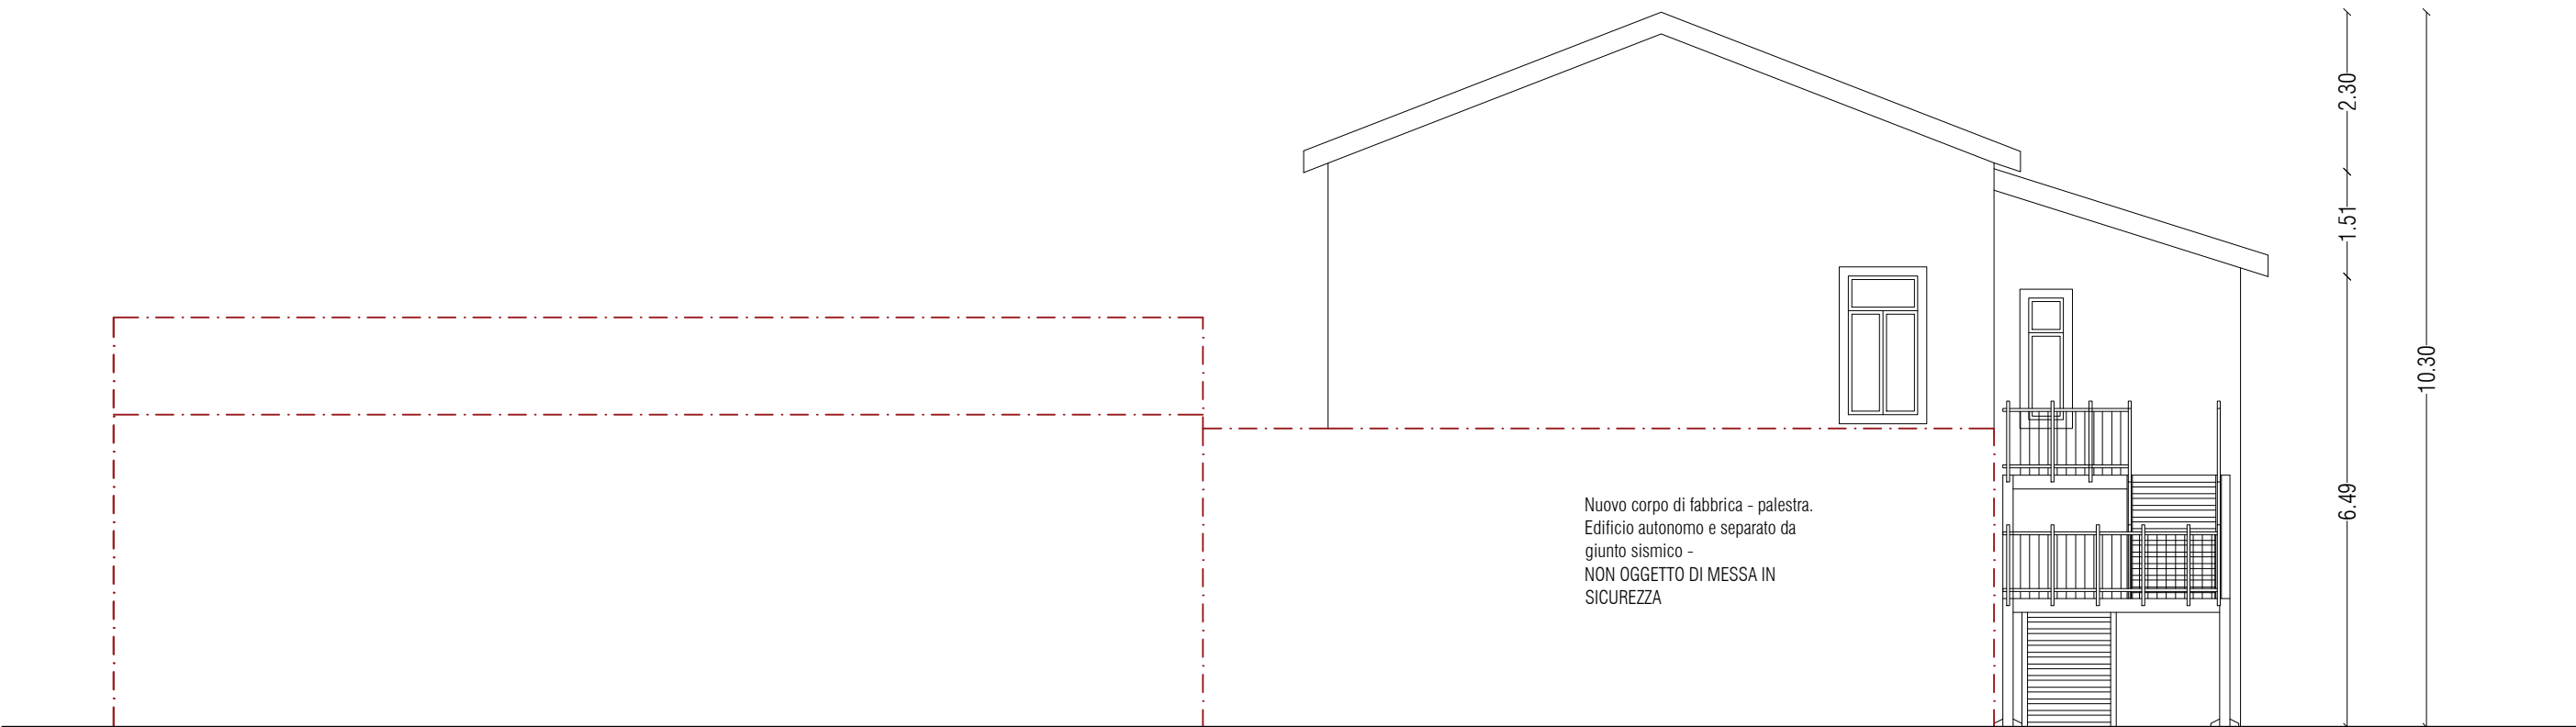 2.30
1.51
10.30
6.49
Nuovo corpo di fabbrica - palestra.
Edificio autonomo e separato da
giunto sismico -
NON OGGETTO DI MESSA IN
SICUREZZA